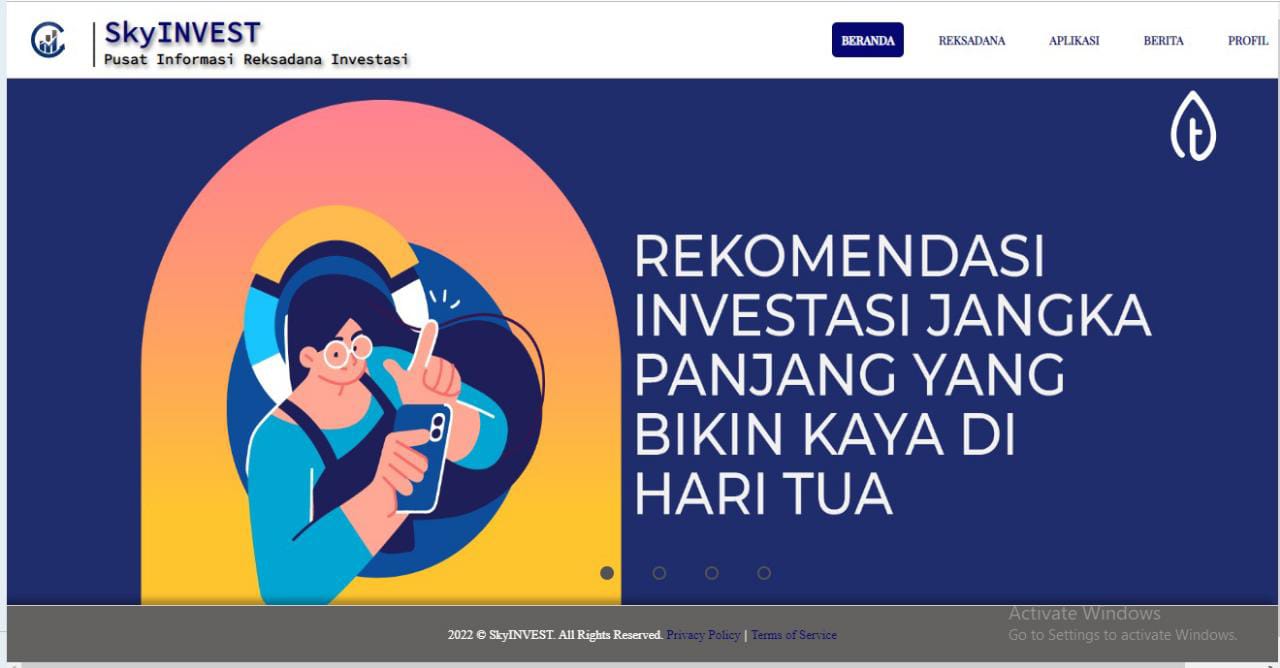 SkyINVEST
Pusat Informasi Reksadana Investasi
BERANDA REKSADANA APLIKASI BERITA PROFIL
t
REKOMENDASI
INVESTASI JANGKA
PANJANG YANG
BIKIN KAYA DI
HARI TUA
Activate Windows
2022 © SkyINVEST. All Rights Reserved. Privacy Policy | Terms of Service
Go to Settings to activate Windows.